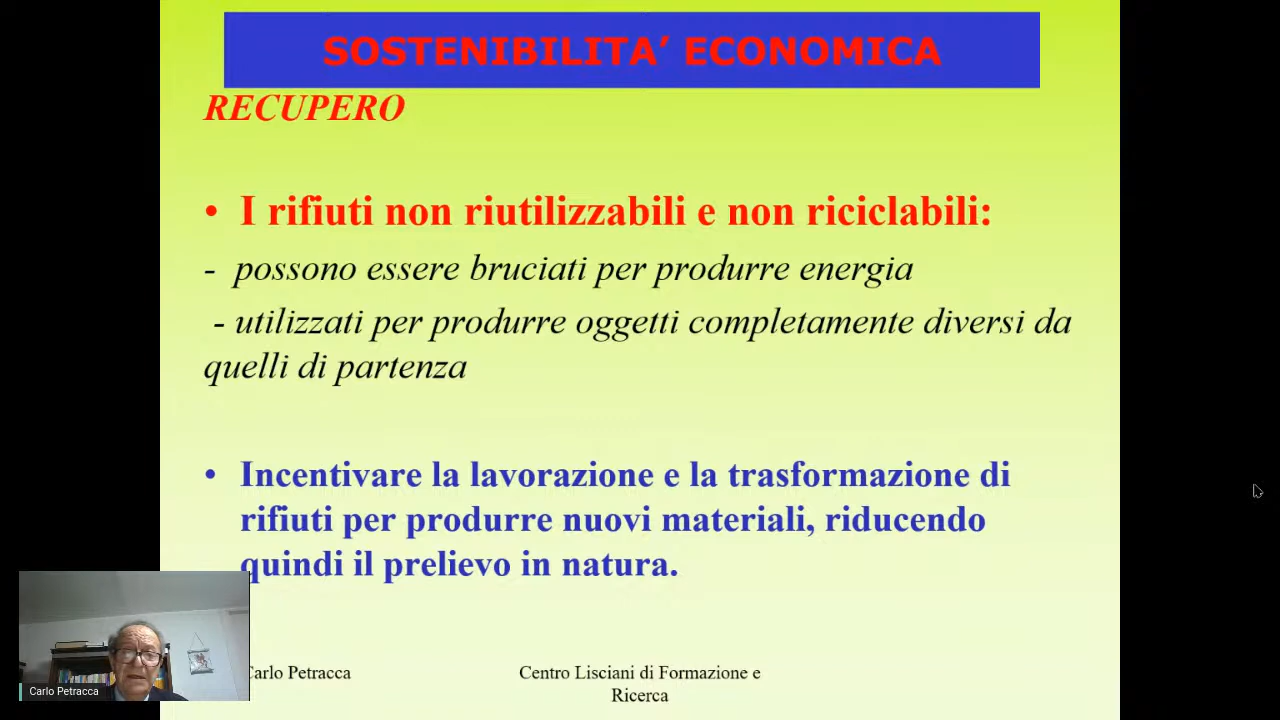 SOSTENIBILITA’ ECONOMICA
RECUPERO
• I rifiuti non riutilizzabili e non riciclabili:
- possono essere bruciati per produrre energia
- utilizzati per produrre oggetti completamente diversi da
quelli di partenza
• Incentivare la lavorazione e la trasformazione di
rifiuti per produrre nuovi materiali, riducendo
quindi il prelievo in natura.
Carlo Petracca
Centro Lisciani di Formazione e
Ricerca
Carlo Petracca